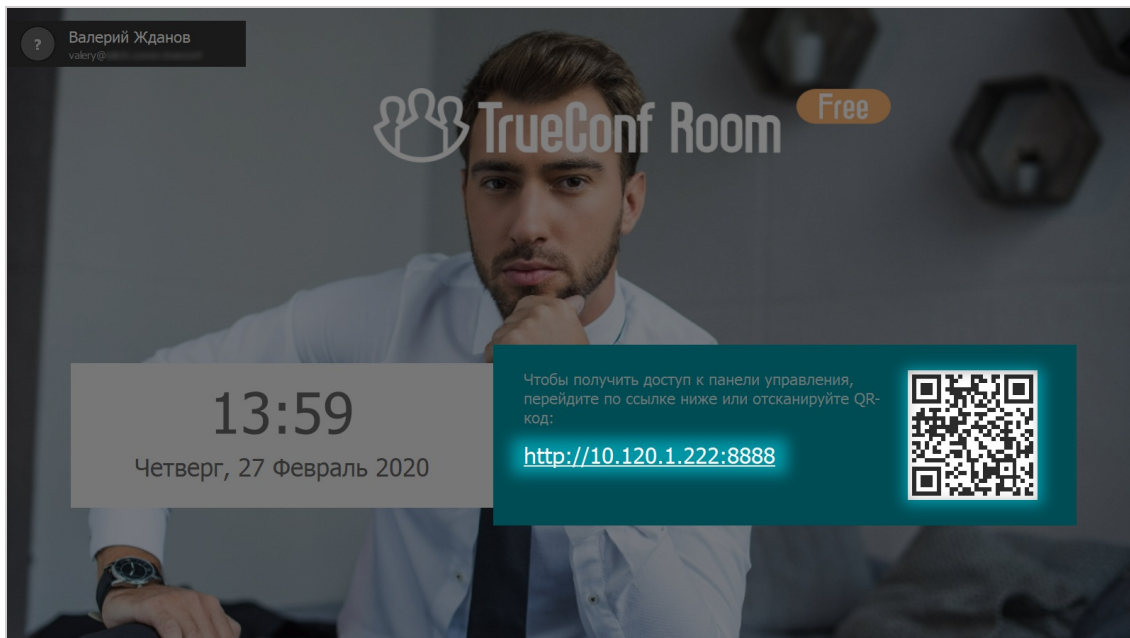 ?
Валерий Жданов
valery@
TrueConf Room
Free
13:59
Четверг, 27 Февраль 2020
Чтобы получить доступ к панели управления,
перейдите по ссылке ниже или отсканируйте QR-
код:
http://10.120.1.222:8888